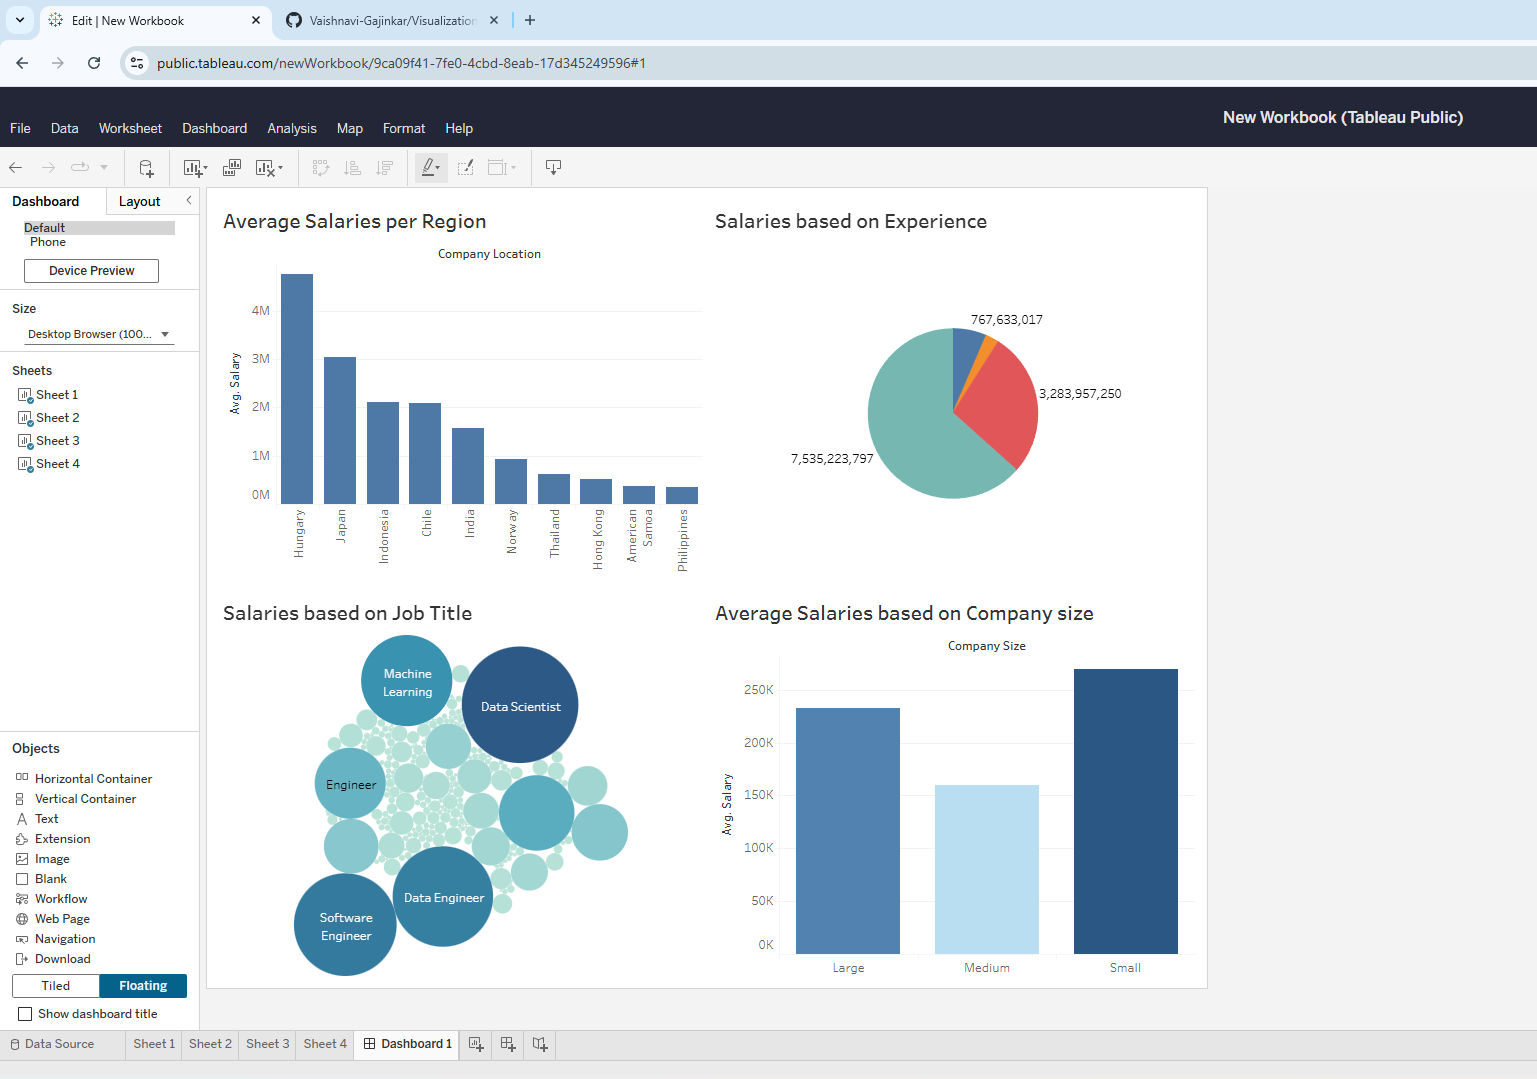 Edit | New Workbook
Vaishnavi-Gajinkar/Visualization
public.tableau.com/newWorkbook/9ca09f41-7fe0-4cbd-8eab-17d345249596#1
New Workbook (Tableau Public)
File Data Worksheet Dashboard Analysis Map Format Help
Dashboard Layout
Default
Phone
Device Preview
Size
Desktop Browser (100...
Sheets
Sheet 1
Sheet 2
Sheet 3
Sheet 4
Objects
Horizontal Container
Vertical Container
Text
Extension
Image
Blank
Workflow
Web Page
Navigation
Download
Tiled Floating
Show dashboard title
Average Salaries per Region
Company Location
Avg. Salary
4M
3M
2M
1M
0M
Hungary
Japan
Indonesia
Chile
India
Norway
Thailand
Hong Kong
American
Samoa
Philippines
Salaries based on Experience
767,633,017
3,283,957,250
7,535,223,797
Salaries based on Job Title
Machine
Learning
Data Scientist
Engineer
Data Engineer
Software
Engineer
Average Salaries based on Company size
Company Size
Avg. Salary
250K
200K
150K
100K
50K
0K
Large Medium Small
Data Source Sheet 1 Sheet 2 Sheet 3 Sheet 4 Dashboard 1